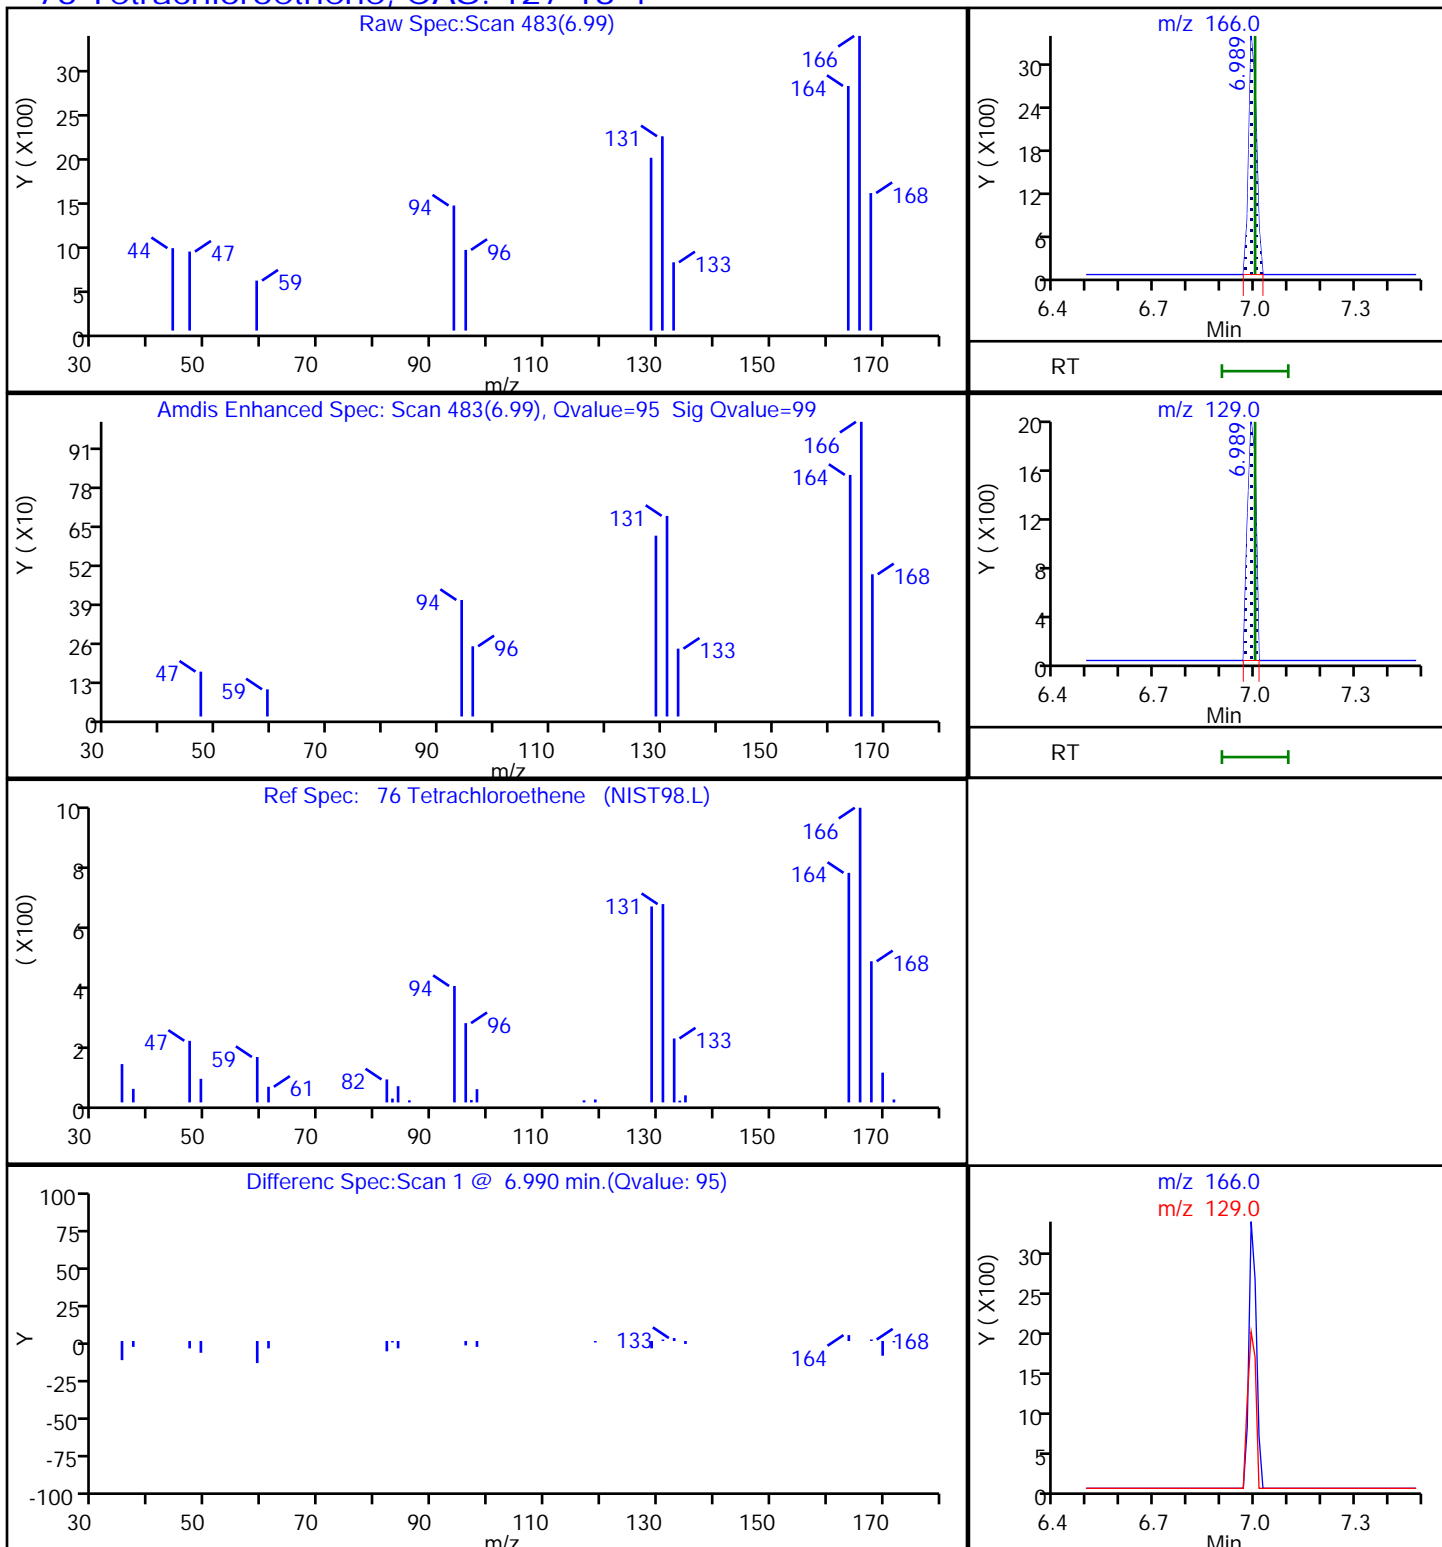 76 Tetrachloroethene, CAS: 127-18-4
Raw Spec:Scan 483(6.99)
Y ( X100)
30
25
20
15
10
5
0
44
47
59
94
96
131
133
164
166
168
30 50 70 90 110 130 150 170
m/z
m/z 166.0
Y ( X100)
30
24
18
12
6
0
6.989
6.4 6.7 7.0 7.3
Min
RT
Amdis Enhanced Spec: Scan 483(6.99), Qvalue=95 Sig Qvalue=99
Y ( X10)
91
78
65
52
39
26
13
0
47
59
94
96
131
133
164
166
168
30 50 70 90 110 130 150 170
m/z
m/z 129.0
Y ( X100)
20
16
12
8
4
0
6.989
6.4 6.7 7.0 7.3
Min
RT
Ref Spec: 76 Tetrachloroethene (NIST98.L)
( X100)
10
8
6
4
2
0
47
59
61
82
94
96
131
133
164
166
168
30 50 70 90 110 130 150 170
Differenc Spec:Scan 1 @ 6.990 min.(Qvalue: 95)
Y
100
75
50
25
0
-25
-50
-75
-100
133
164
168
30 50 70 90 110 130 150 170
m/z
m/z 166.0
m/z 129.0
Y ( X100)
30
25
20
15
10
5
0
6.4 6.7 7.0 7.3
Min